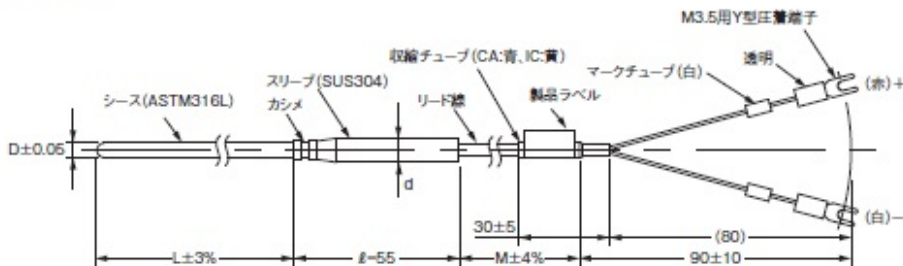 M3.5用Y型圧着端子
収縮チューブ(CA:青、IC:黄)
透明
スリーブ(SUS304)
マークチューブ(白)
(赤)+
シース(ASTM316L)
カシメ
リード線
製品ラベル
D±0.05
d
30±5
(80)
(白)−
L±3%
ℓ=55
M±4%
90±10